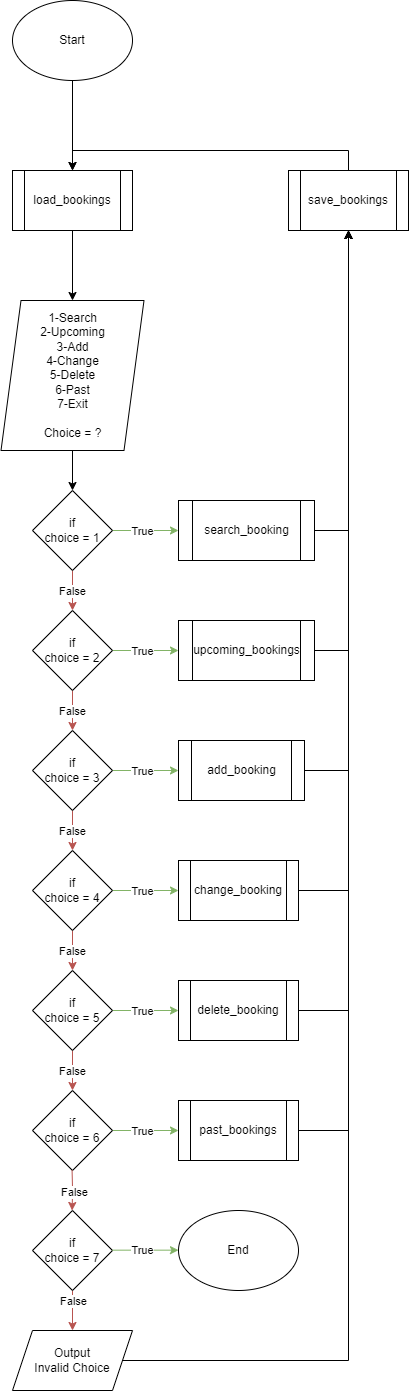 Start
load_bookings
save_bookings
1-Search
2-Upcoming
3-Add
4-Change
5-Delete
6-Past
7-Exit
Choice = ?
if
choice = 1
True
search_booking
False
if
choice = 2
True
upcoming_bookings
False
if
choice = 3
True
add_booking
False
if
choice = 4
True
change_booking
False
if
choice = 5
True
delete_booking
False
if
choice = 6
True
past_bookings
False
if
choice = 7
True
End
False
Output
Invalid Choice